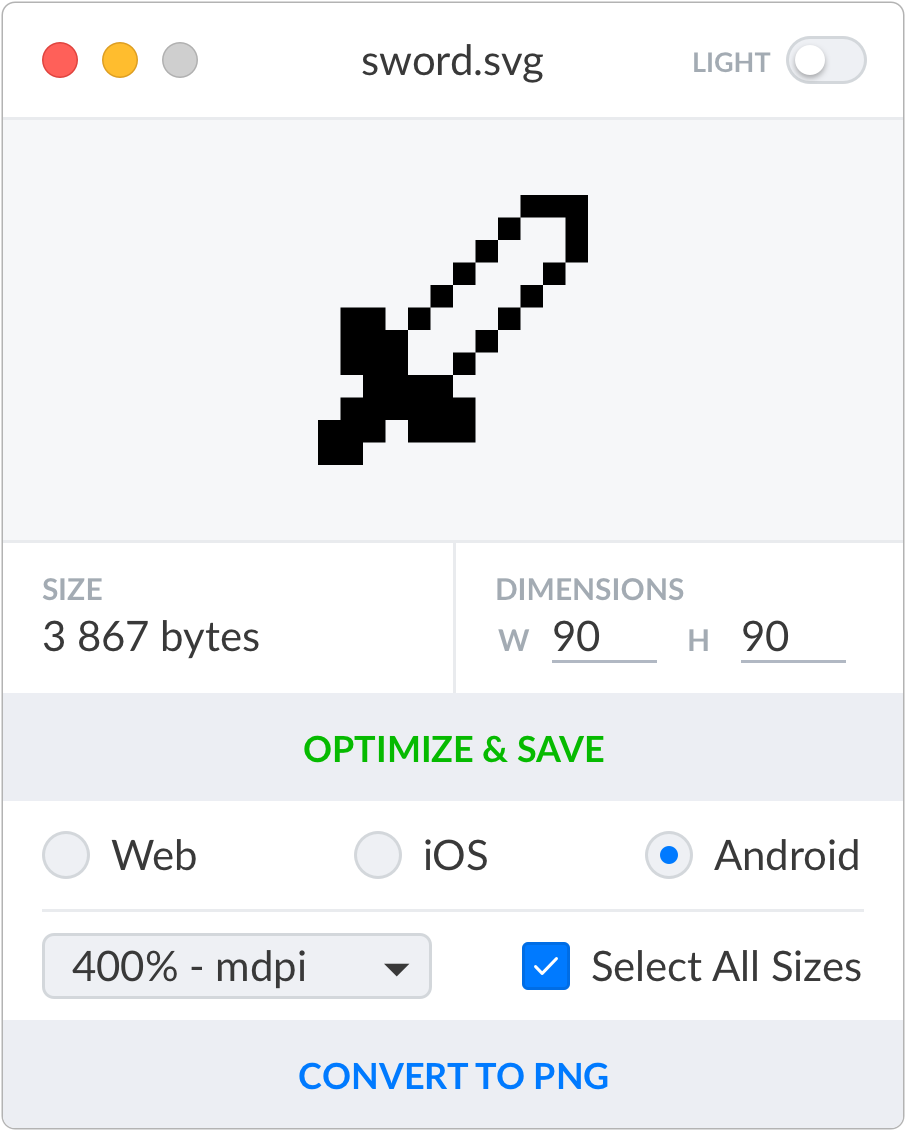 sword.svg LIGHT
SIZE
3 867 bytes
DIMENSIONS
W 90 H 90
OPTIMIZE & SAVE
Web iOS Android
400% - mdpi Select All Sizes
CONVERT TO PNG